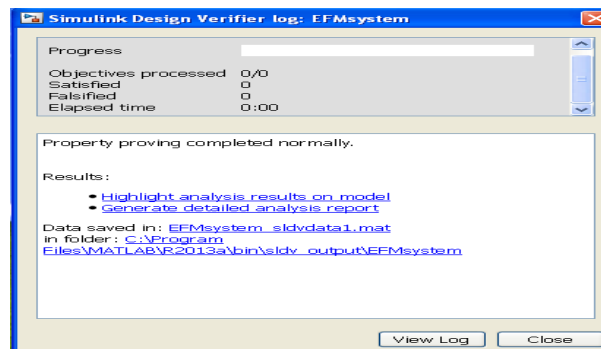 Simulink Design Verifier log: EFMsystem
Progress
Objectives processed 0/0
Satisfied 0
Falsified 0
Elapsed time 0:00
Property proving completed normally.
Results:
• Highlight analysis results on model
• Generate detailed analysis report
Data saved in: EFMsystem_sldvdata1.mat
in folder: C:\Program
Files\MATLAB\R2013a\bin\sldv_output\EFMsystem
View Log Close